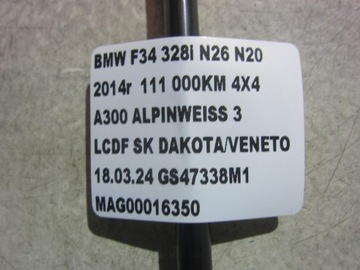 BMW F34 328i N26 N20
2014r 111 000KM 4X4
A300 ALPINWEISS 3
LCDF SK DAKOTA/VENETO
18.03.24 GS47338M1
MAG00016350